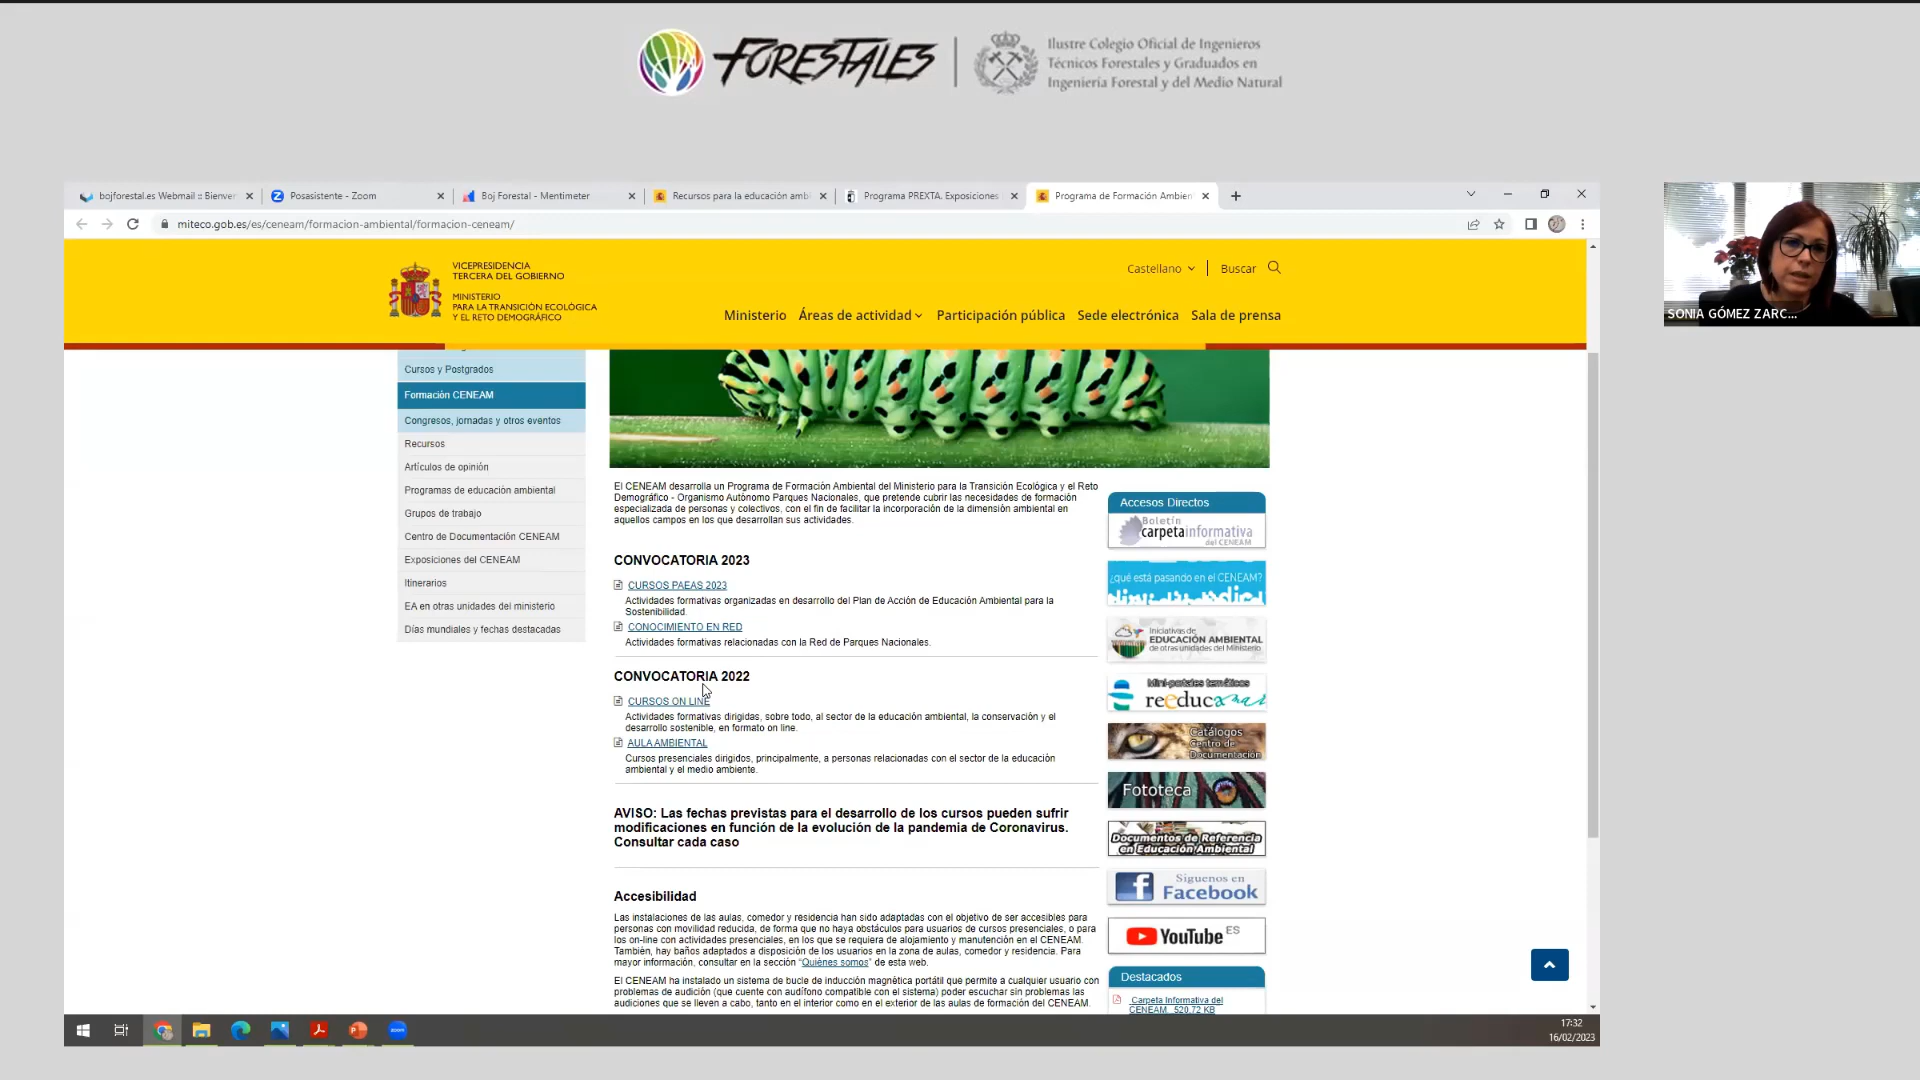 FORESTALES
Ilustre Colegio Oficial de Ingenieros
Técnicos Forestales y Graduados en
Ingeniería Forestal y del Medio Natural
bojforestal.es Webmail :: Bienver
Posasistente - Zoom
Boj Forestal - Mentimeter
Recursos para la educación ambi
Programa PREXTA. Exposiciones
Programa de Formación Ambien
miteco.gob.es/es/ceneam/formacion-ambiental/formacion-ceneam/
VICEPRESIDENCIA
TERCERA DEL GOBIERNO
MINISTERIO
PARA LA TRANSICIÓN ECOLÓGICA
Y EL RETO DEMOGRÁFICO
Castellano
Buscar
Ministerio
Áreas de actividad
Participación pública
Sede electrónica
Sala de prensa
SONIA GÓMEZ ZARC...
Cursos y Postgrados
Formación CENEAM
Congresos, jornadas y otros eventos
Recursos
Artículos de opinión
Programas de educación ambiental
Grupos de trabajo
Centro de Documentación CENEAM
Exposiciones del CENEAM
Itinerarios
EA en otras unidades del ministerio
Días mundiales y fechas destacadas
El CENEAM desarrolla un Programa de Formación Ambiental del Ministerio para la Transición Ecológica y el Reto
Demográfico - Organismo Autónomo Parques Nacionales, que pretende cubrir las necesidades de formación
especializada de personas y colectivos, con el fin de facilitar la incorporación de la dimensión ambiental en
aquellos campos en los que desarrollan sus actividades.
CONVOCATORIA 2023
CURSOS PAEAS 2023
Actividades formativas organizadas en desarrollo del Plan de Acción de Educación Ambiental para la
Sostenibilidad.
CONOCIMIENTO EN RED
Actividades formativas relacionadas con la Red de Parques Nacionales.
CONVOCATORIA 2022
CURSOS ON LINE
Actividades formativas dirigidas, sobre todo, al sector de la educación ambiental, la conservación y el
desarrollo sostenible, en formato on line.
AULA AMBIENTAL
Cursos presenciales dirigidos, principalmente, a personas relacionadas con el sector de la educación
ambiental y el medio ambiente.
AVISO: Las fechas previstas para el desarrollo de los cursos pueden sufrir
modificaciones en función de la evolución de la pandemia de Coronavirus.
Consultar cada caso
Accesibilidad
Las instalaciones de las aulas, comedor y residencia han sido adaptadas con el objetivo de ser accesibles para
personas con movilidad reducida, de forma que no haya obstáculos para usuarios de cursos presenciales, o para
los on-line con actividades presenciales, en los que se requiera de alojamiento y manutención en el CENEAM.
También, hay baños adaptados a disposición de los usuarios en la zona de aulas, comedor y residencia. Para
mayor información, consultar en la sección "Quiénes somos" de esta web.
El CENEAM ha instalado un sistema de bucle de inducción magnética portátil que permite a cualquier usuario con
problemas de audición (que cuente con audífono compatible con el sistema) poder escuchar sin problemas las
audiciones que se lleven a cabo, tanto en el interior como en el exterior de las aulas de formación del CENEAM.
Accesos Directos
Boletín
carpetainformativa
del CENEAM
¿qué está pasando en el CENEAM?
Iniciativas de
EDUCACIÓN AMBIENTAL
de otras unidades del Ministerio
Mini-portales temáticos
reeducamar
Catálogos
Centro de
Documentación
Fototeca
Documentos de Referencia
en Educación Ambiental
Síguenos en
Facebook
YouTube ES
Destacados
Carpeta Informativa del
CENEAM 520,72 KB
zoom
17:32
16/02/2023